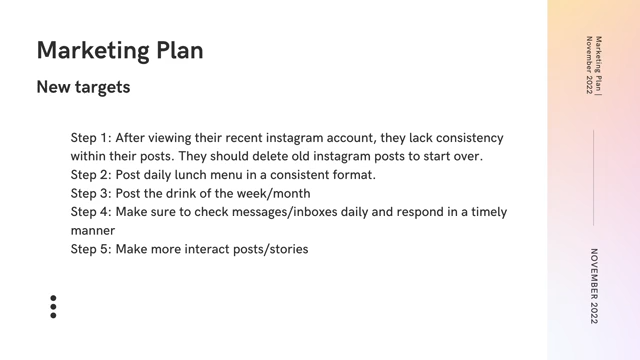 Marketing Plan
New targets
Step 1: After viewing their recent instagram account, they lack consistency
within their posts. They should delete old instagram posts to start over.
Step 2: Post daily lunch menu in a consistent format.
Step 3: Post the drink of the week/month
Step 4: Make sure to check messages/inboxes daily and respond in a timely
manner
Step 5: Make more interact posts/stories
Marketing Plan |
November 2022
NOVEMBER 2022